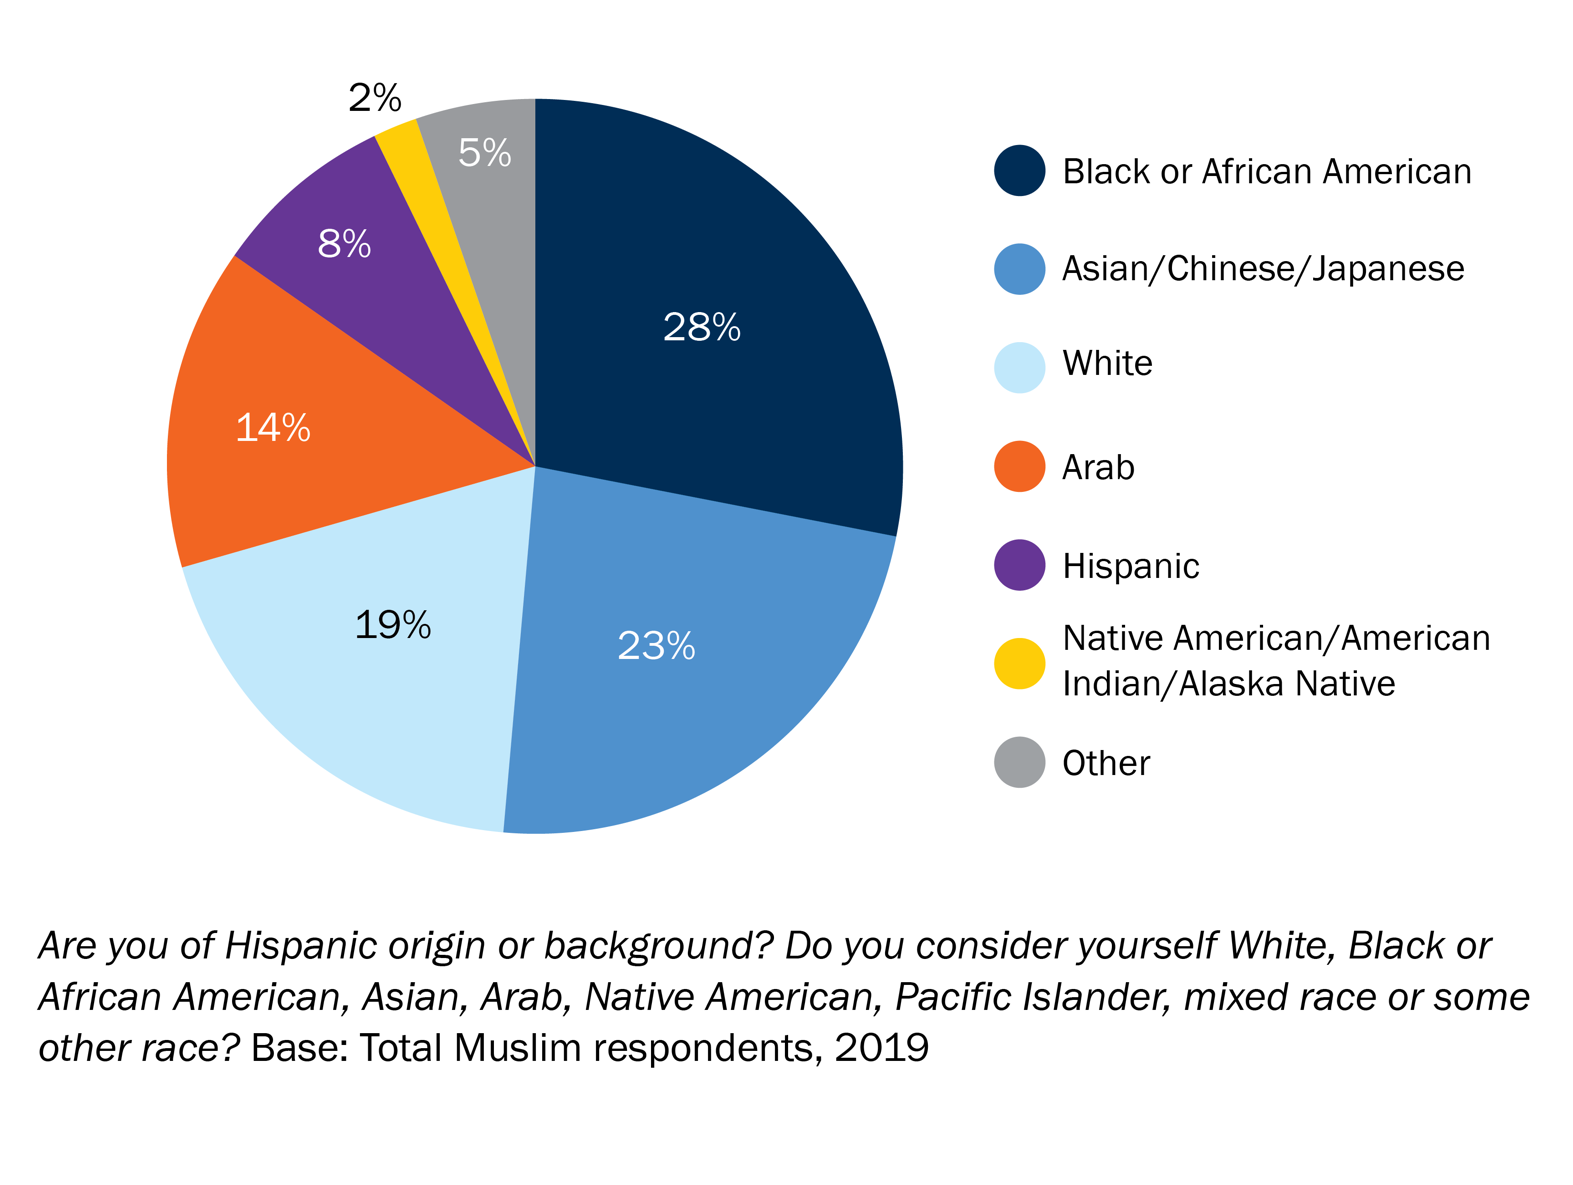 2%
5%
8%
28%
14%
19%
23%
Black or African American
Asian/Chinese/Japanese
White
Arab
Hispanic
Native American/American
Indian/Alaska Native
Other
Are you of Hispanic origin or background? Do you consider yourself White, Black or
African American, Asian, Arab, Native American, Pacific Islander, mixed race or some
other race? Base: Total Muslim respondents, 2019